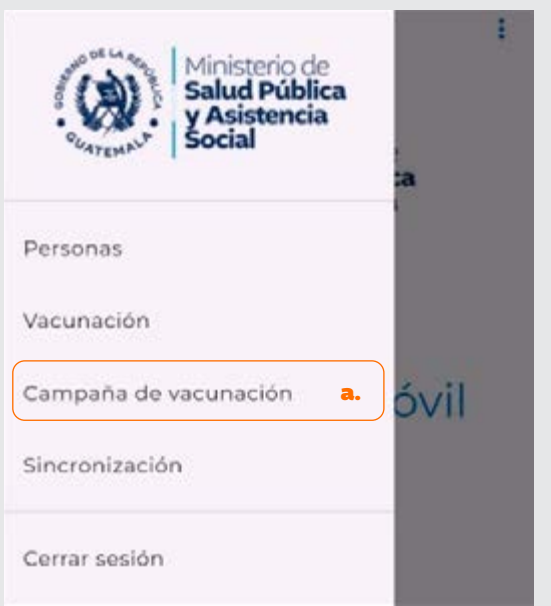 GOBIERNO DE LA REPÚBLICA
GUATEMALA
Ministerio de
Salud Pública
y Asistencia
Social
ca
Personas
Vacunación
Campaña de vacunación a.
óvil
Sincronización
Cerrar sesión